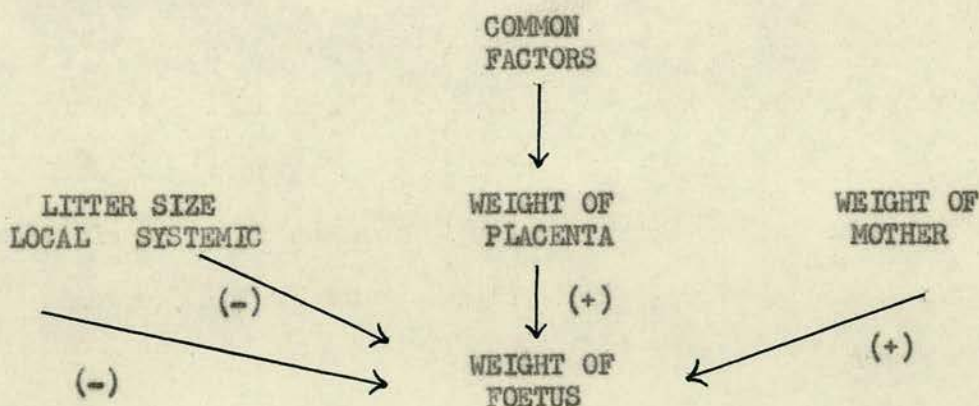 COMMON
FACTORS
LITTER SIZE
LOCAL SYSTEMIC
WEIGHT OF
PLACENTA
WEIGHT OF
MOTHER
(-)
(+)
(+)
(-)
WEIGHT OF
FOETUS